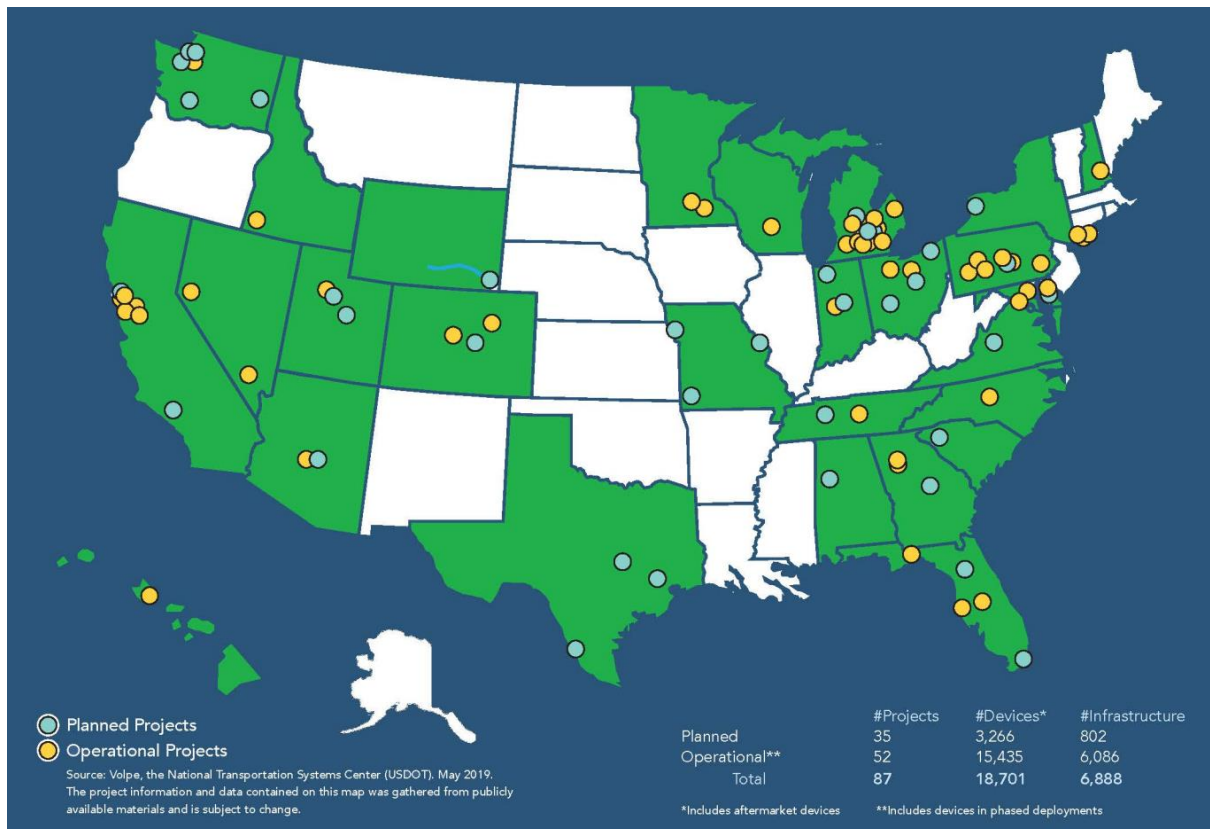 Planned Projects
Operational Projects
Source: Volpe, the National Transportation Systems Center (USDOT). May 2019.
The project information and data contained on this map was gathered from publicly
available materials and is subject to change.
#Projects #Devices* #Infrastructure
Planned 35 3,266 802
Operational** 52 15,435 6,086
Total 87 18,701 6,888
*Includes aftermarket devices **Includes devices in phased deployments